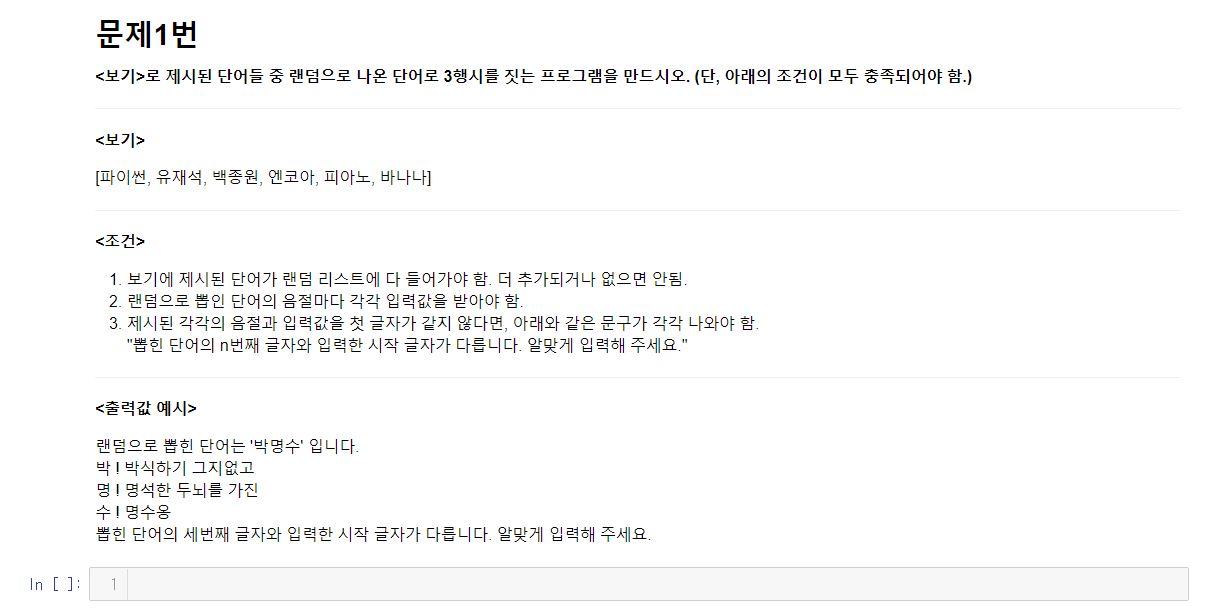 문제1번
<보기>로 제시된 단어들 중 랜덤으로 나온 단어로 3행시를 짓는 프로그램을 만드시오. (단, 아래의 조건이 모두 충족되어야 함.)
<보기>
[파이썬, 유재석, 백종원, 엔코아, 피아노, 바나나]
<조건>
1. 보기에 제시된 단어가 랜덤 리스트에 다 들어가야 함. 더 추가되거나 없으면 안됨.
2. 랜덤으로 뽑인 단어의 음절마다 각각 입력값을 받아야 함.
3. 제시된 각각의 음절과 입력값을 첫 글자가 같지 않다면, 아래와 같은 문구가 각각 나와야 함.
"뽑힌 단어의 n번째 글자와 입력한 시작 글자가 다릅니다. 알맞게 입력해 주세요."
<출력값 예시>
랜덤으로 뽑힌 단어는 '박명수' 입니다.
박 ! 박식하기 그지없고
명 ! 명석한 두뇌를 가진
수 ! 명수옹
뽑힌 단어의 세번째 글자와 입력한 시작 글자가 다릅니다. 알맞게 입력해 주세요.
In [ ]: 1